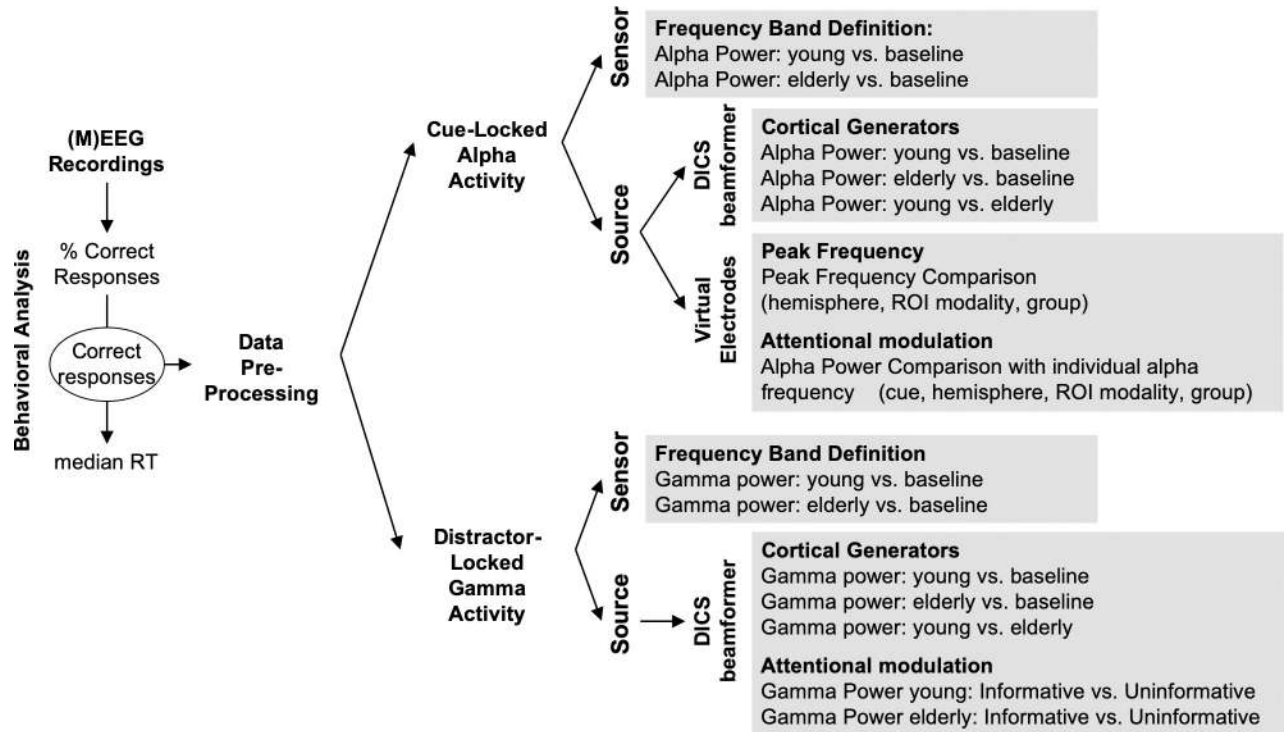 Behavioral Analysis
(M)EEG
Recordings
% Correct
Responses
Correct
responses
median RT
Data
Pre-
Processing
Cue-Locked
Alpha
Activity
Sensor
Frequency Band Definition:
Alpha Power: young vs. baseline
Alpha Power: elderly vs. baseline
Source
DICS
beamformer
Cortical Generators
Alpha Power: young vs. baseline
Alpha Power: elderly vs. baseline
Alpha Power: young vs. elderly
Virtual
Electrodes
Peak Frequency
Peak Frequency Comparison
(hemisphere, ROI modality, group)
Attentional modulation
Alpha Power Comparison with individual alpha
frequency (cue, hemisphere, ROI modality, group)
Distractor-
Locked
Gamma
Activity
Sensor
Frequency Band Definition
Gamma power: young vs. baseline
Gamma power: elderly vs. baseline
Source
DICS
beamformer
Cortical Generators
Gamma power: young vs. baseline
Gamma power: elderly vs. baseline
Gamma power: young vs. elderly
Attentional modulation
Gamma Power young: Informative vs. Uninformative
Gamma Power elderly: Informative vs. Uninformative